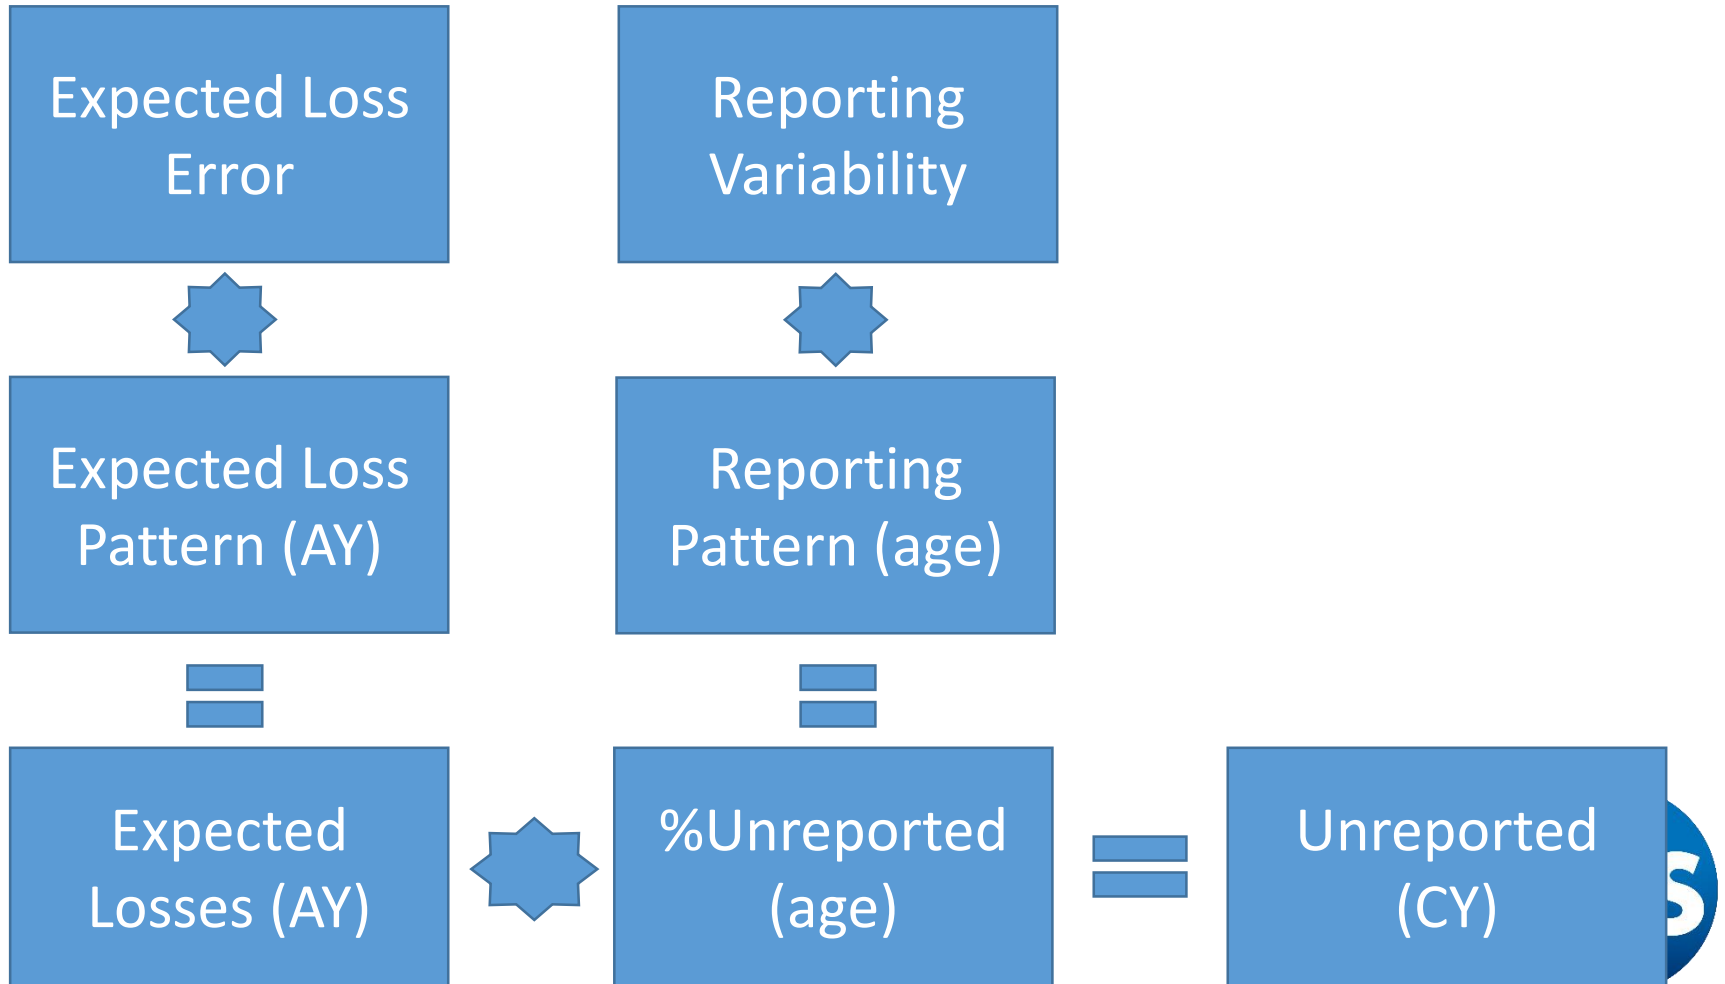 Expected Loss
Error
Reporting
Variability
Expected Loss
Pattern (AY)
Reporting
Pattern (age)
Expected
Losses (AY)
%Unreported
(age)
Unreported
(CY)